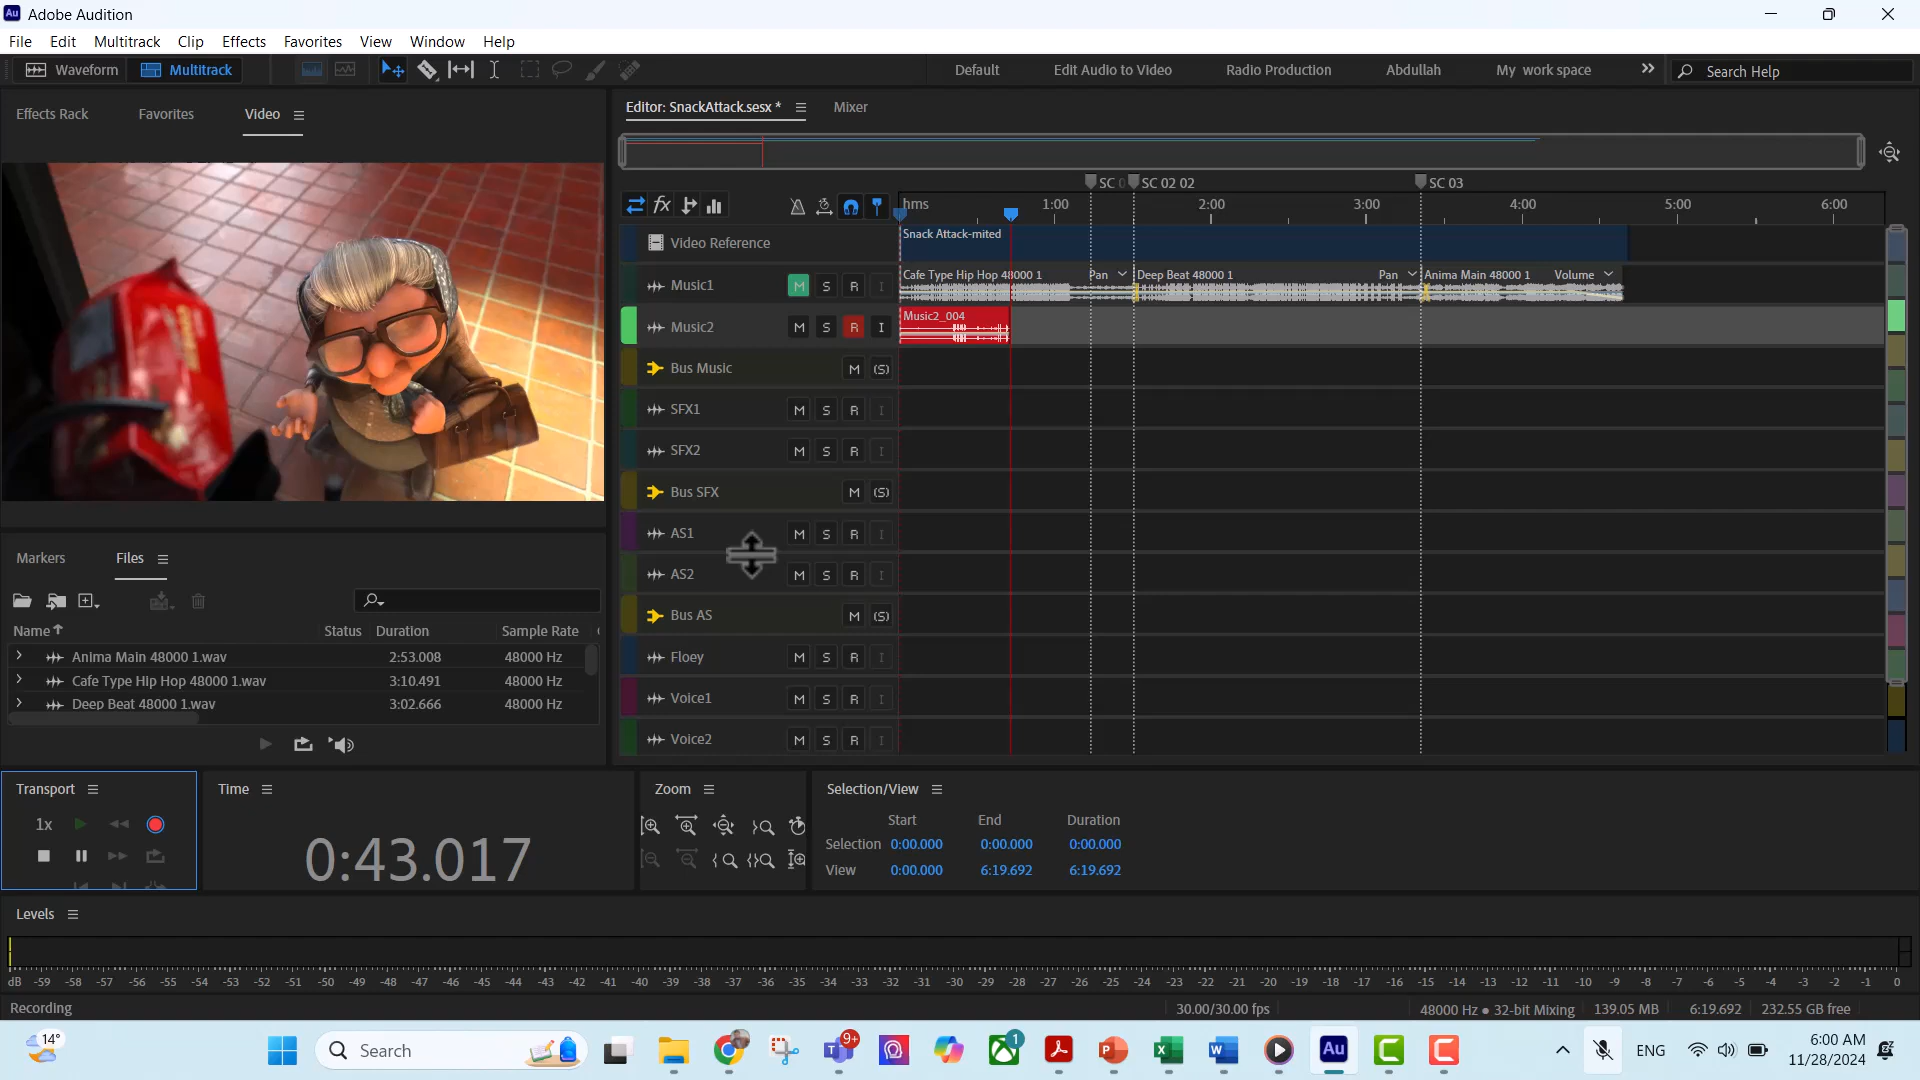 Au Adobe Audition
File Edit Multitrack Clip Effects Favorites View Window Help
Waveform Multitrack Default Edit Audio to Video Radio Production Abdullah My work space Search Help
Effects Rack Favorites Video
Editor: SnackAttack.sesx * Mixer
SC 0 SC 02 02 SC 03
fx hms 1:00 2:00 3:00 4:00 5:00 6:00
Video Reference Snack Attack-mited
Music1 M S R I Cafe Type Hip Hop 48000 1 Pan Deep Beat 48000 1 Pan Anima Main 48000 1 Volume
Music2 M S R I Music2_004
Bus Music M (S)
SFX1 M S R I
SFX2 M S R I
Bus SFX M (S)
AS1 M S R I
AS2 M S R I
Bus AS M (S)
Floey M S R I
Voice1 M S R I
Voice2 M S R I
Markers Files
Name Status Duration Sample Rate
Anima Main 48000 1.wav 2:53.008 48000 Hz
Cafe Type HIp Hop 48000 1.wav 3:10.491 48000 Hz
Deep Beat 48000 1.wav 3:02.666 48000 Hz
Transport Time Zoom Selection/View
1x
0:43.017
Start End Duration
Selection 0:00.000 0:00.000 0:00.000
View 0:00.000 6:19.692 6:19.692
Levels
dB -59 -58 -57 -56 -55 -54 -53 -52 -51 -50 -49 -48 -47 -46 -45 -44 -43 -42 -41 -40 -39 -38 -37 -36 -35 -34 -33 -32 -31 -30 -29 -28 -27 -26 -25 -24 -23 -22 -21 -20 -19 -18 -17 -16 -15 -14 -13 -12 -11 -10 -9 -8 -7 -6 -5 -4 -3 -2 -1 0
Recording 30.00/30.00 fps 48000 Hz ● 32-bit Mixing 139.05 MB 6:19.692 232.55 GB free
14° Search 9+ 1 Au ENG 6:00 AM
11/28/2024